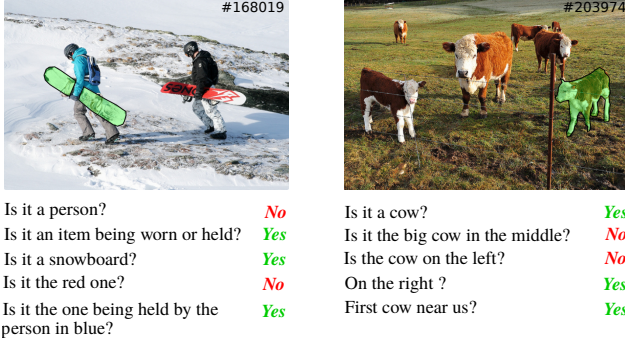 #168019
Is it a person? No
Is it an item being worn or held? Yes
Is it a snowboard? Yes
Is it the red one? No
Is it the one being held by the
person in blue? Yes
#203974
Is it a cow? Yes
Is it the big cow in the middle? No
Is the cow on the left? No
On the right ? Yes
First cow near us? Yes